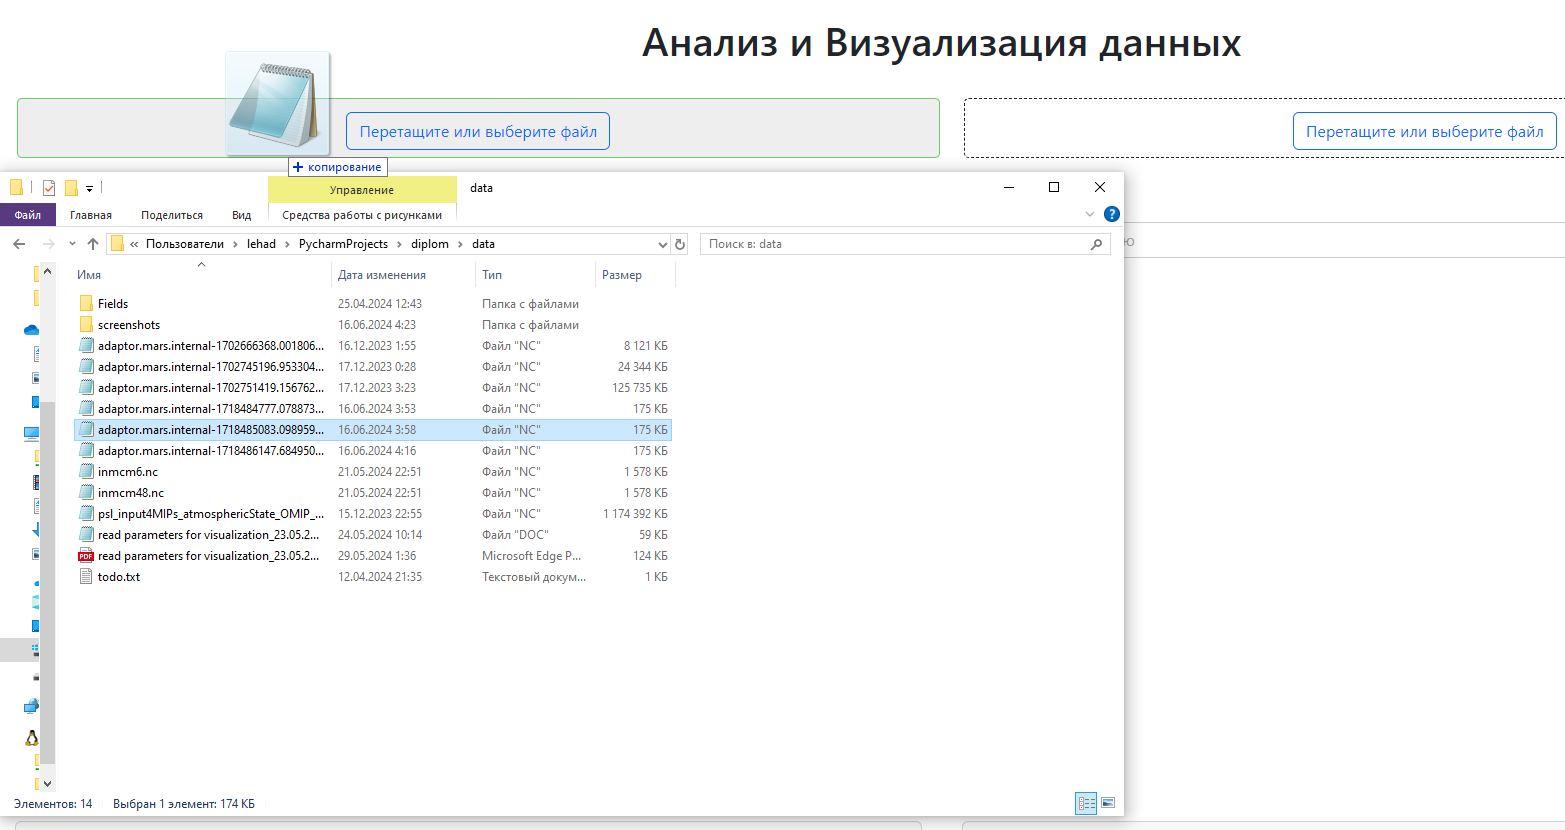 Анализ и Визуализация данных
Перетащите или выберите файл
Перетащите или выберите файл
+ копирование
Управление
data
Файл
Главная
Поделиться
Вид
Средства работы с рисунками
« Пользователи › lehad › PycharmProjects › diplom › data
Поиск в: data
ю
Имя Дата изменения Тип Размер
Fields 25.04.2024 12:43 Папка с файлами
screenshots 16.06.2024 4:23 Папка с файлами
adaptor.mars.internal-1702666368.001806... 16.12.2023 1:55 Файл "NC" 8 121 КБ
adaptor.mars.internal-1702745196.953304... 17.12.2023 0:28 Файл "NC" 24 344 КБ
adaptor.mars.internal-1702751419.156762... 17.12.2023 3:23 Файл "NC" 125 735 КБ
adaptor.mars.internal-1718484777.078873... 16.06.2024 3:53 Файл "NC" 175 КБ
adaptor.mars.internal-1718485083.098959... 16.06.2024 3:58 Файл "NC" 175 КБ
adaptor.mars.internal-1718486147.684950... 16.06.2024 4:16 Файл "NC" 175 КБ
inmcm6.nc 21.05.2024 22:51 Файл "NC" 1 578 КБ
inmcm48.nc 21.05.2024 22:51 Файл "NC" 1 578 КБ
psl_input4MIPs_atmosphericState_OMIP_... 15.12.2023 22:55 Файл "NC" 1 174 392 КБ
read parameters for visualization_23.05.2... 24.05.2024 10:14 Файл "DOC" 59 КБ
PDF read parameters for visualization_23.05.2... 29.05.2024 1:36 Microsoft Edge P... 124 КБ
todo.txt 12.04.2024 21:35 Текстовый докум... 1 КБ
Элементов: 14 Выбран 1 элемент: 174 КБ